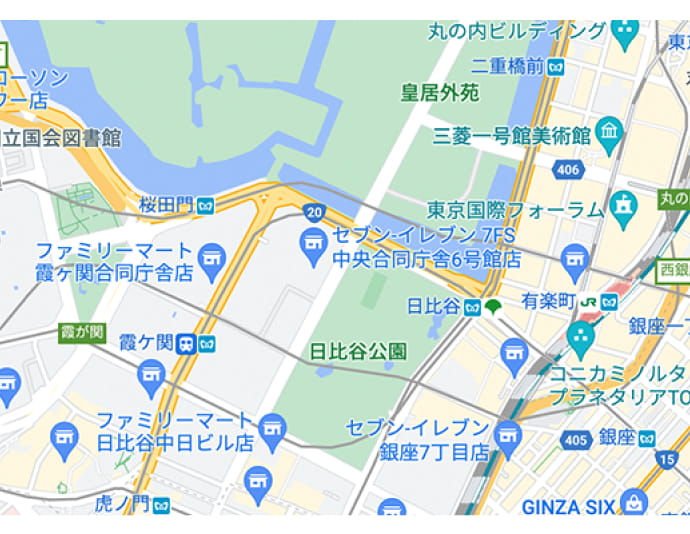 丸の内ビルディング
二重橋前
ローソン
ワー店
皇居外苑
国立国会図書館
三菱一号館美術館
406
丸の
桜田門
20
東京国際フォーラム
セブン-イレブン 7FS
中央合同庁舎6号館店
ファミリーマート
霞ヶ関合同庁舎店
西銀
日比谷
有楽町
JR
銀座一丁
霞が関
霞ケ関
日比谷公園
コニカミノルタ
プラネタリアTO
ファミリーマート
日比谷中日ビル店
セブン-イレブン
銀座7丁目店
405
銀座
15
虎ノ門
GINZA SIX